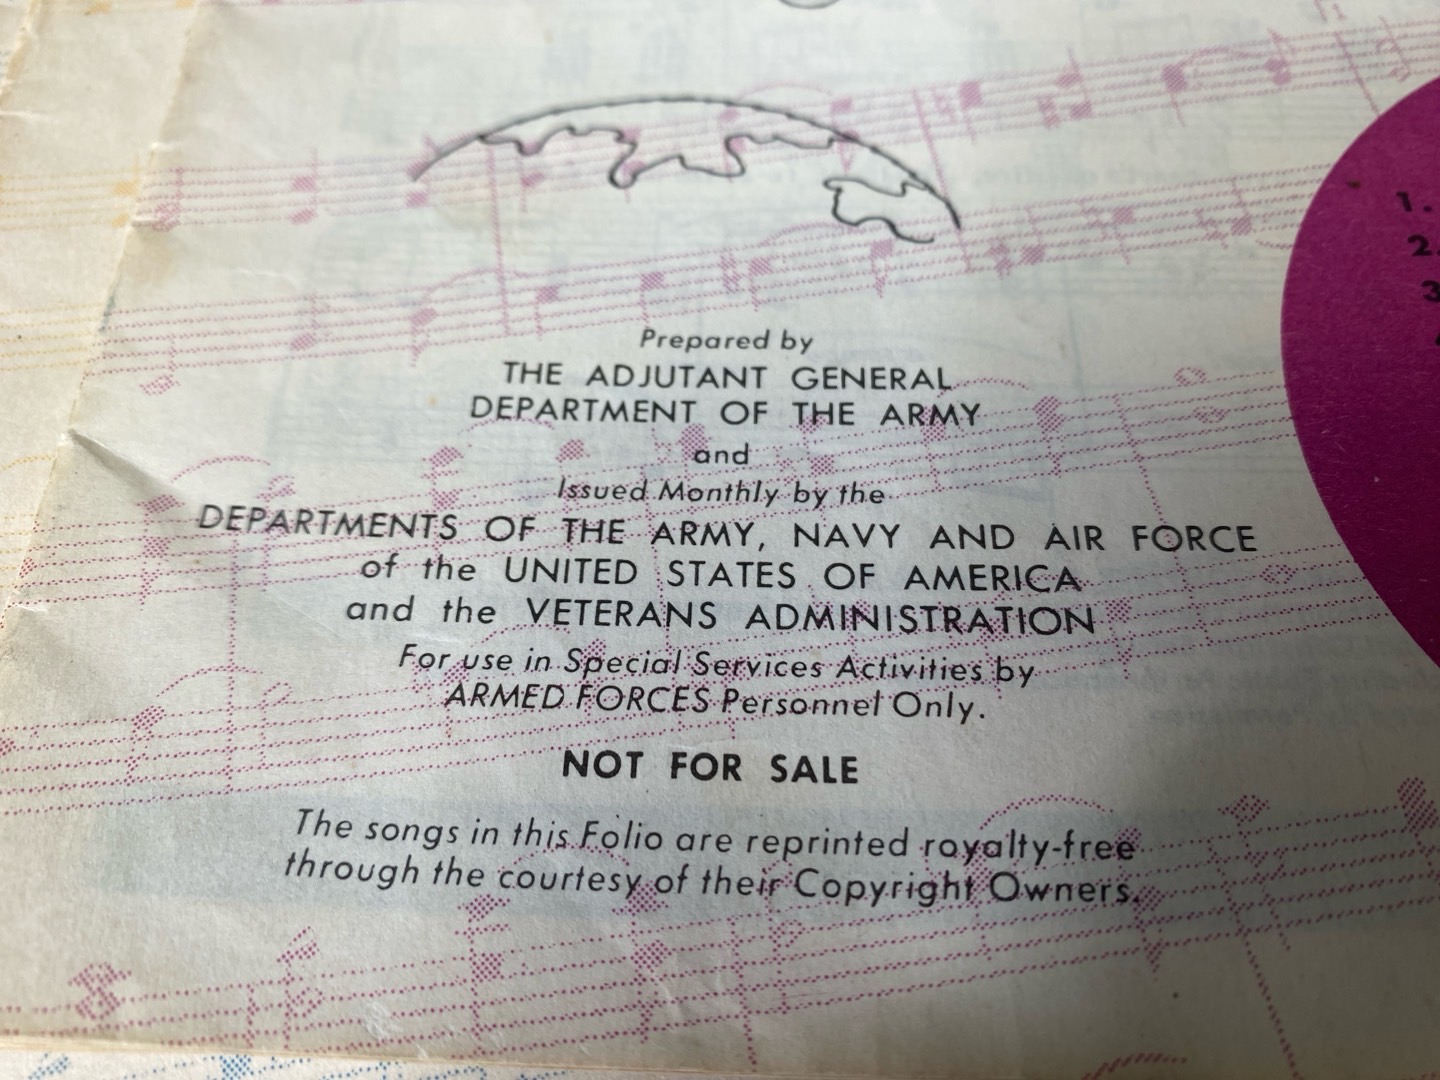 Prepared by
THE ADJUTANT GENERAL
DEPARTMENT OF THE ARMY
and
Issued Monthly by the
DEPARTMENTS OF THE ARMY, NAVY AND AIR FORCE
of the UNITED STATES OF AMERICA
and the VETERANS ADMINISTRATION
For use in Special Services Activities by
ARMED FORCES Personnel Only.
NOT FOR SALE
The songs in this Folio are reprinted royalty-free
through the courtesy of their Copyright Owners.
1.
2.
3